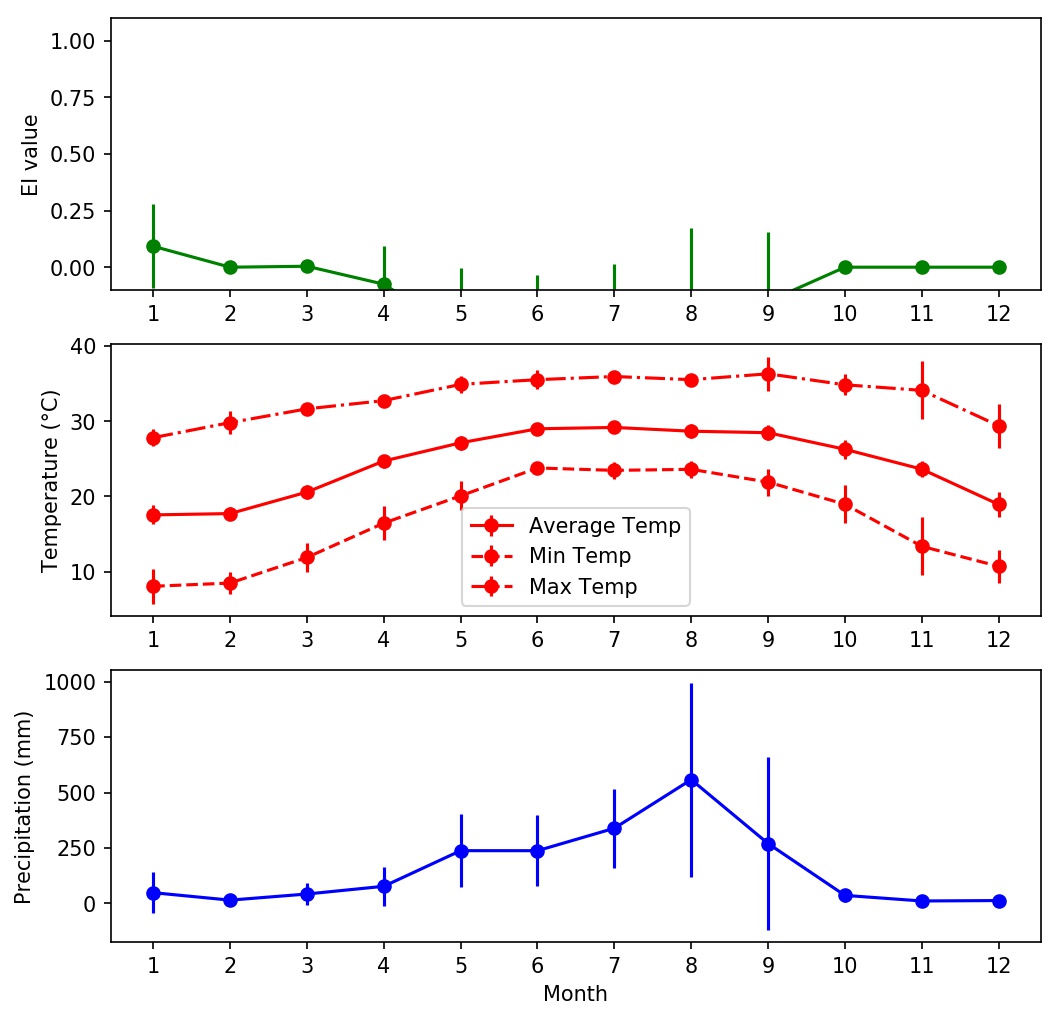 EI value
1.00
0.75
0.50
0.25
0.00
1 2 3 4 5 6 7 8 9 10 11 12
Temperature (°C)
40
30
20
10
Average Temp
Min Temp
Max Temp
1 2 3 4 5 6 7 8 9 10 11 12
Precipitation (mm)
1000
750
500
250
0
1 2 3 4 5 6 7 8 9 10 11 12
Month